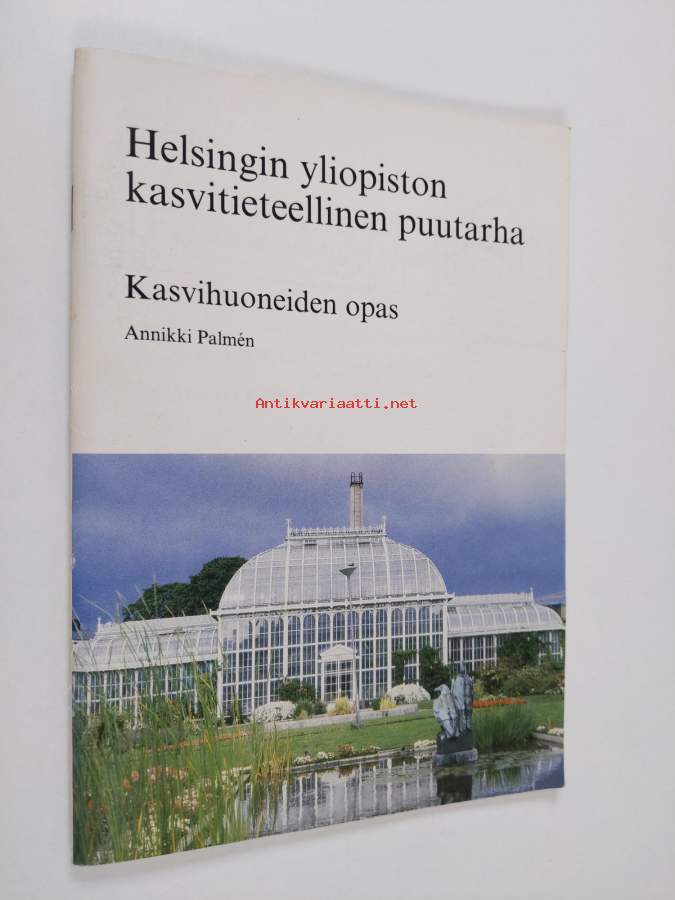 Helsingin yliopiston
kasvitieteellinen puutarha
Kasvihuoneiden opas
Annikki Palmén
Antikvariaatti.net